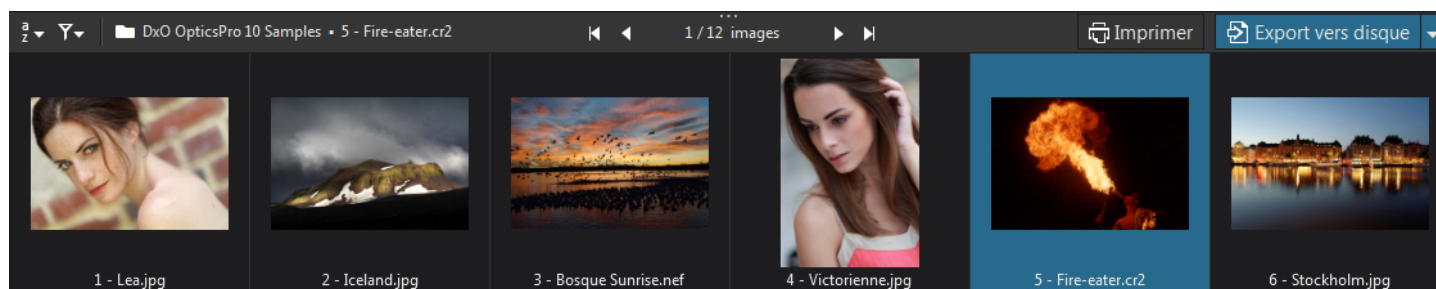 a
z
DxO OpticsPro 10 Samples ▪ 5 - Fire-eater.cr2
1 / 12 images
Imprimer
Export vers disque
1 - Lea.jpg
2 - Iceland.jpg
3 - Bosque Sunrise.nef
4 - Victorienne.jpg
5 - Fire-eater.cr2
6 - Stockholm.jpg